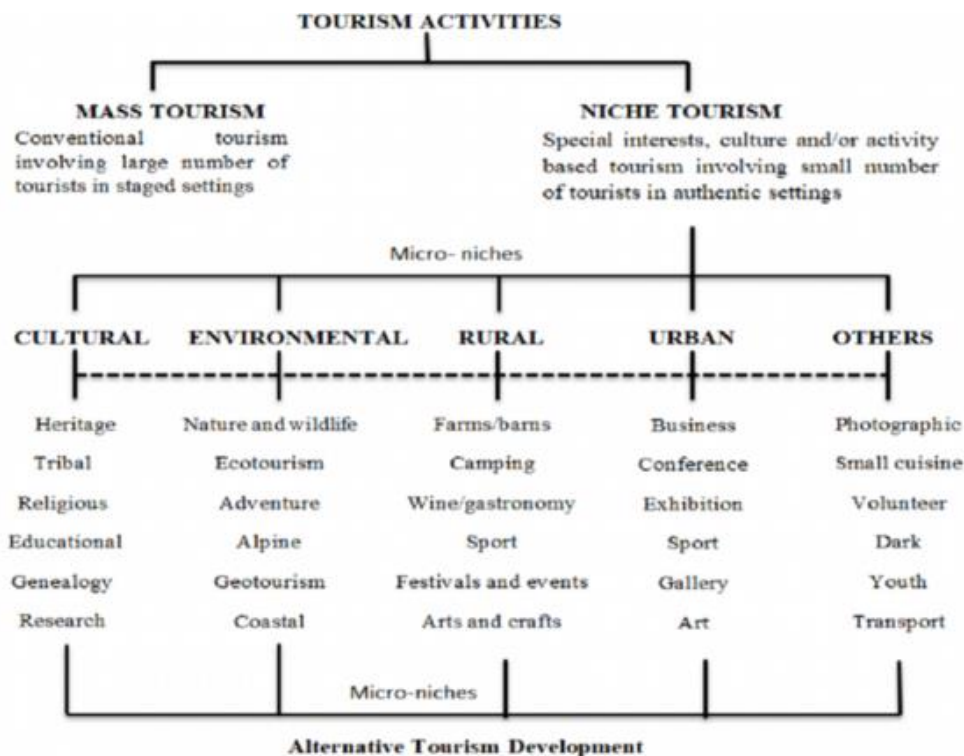 TOURISM ACTIVITIES
MASS TOURISM
Conventional tourism
involving large number of
tourists in staged settings
NICHE TOURISM
Special interests, culture and/or activity
based tourism involving small number
of tourists in authentic settings
Micro- niches
CULTURAL ENVIRONMENTAL RURAL URBAN OTHERS
Heritage Nature and wildlife Farms/barns Business Photographic
Tribal Ecotourism Camping Conference Small cuisine
Religious Adventure Wine/gastronomy Exhibition Volunteer
Educational Alpine Sport Sport Dark
Genealogy Geotourism Festivals and events Gallery Youth
Research Coastal Arts and crafts Art Transport
Micro-niches
Alternative Tourism Development